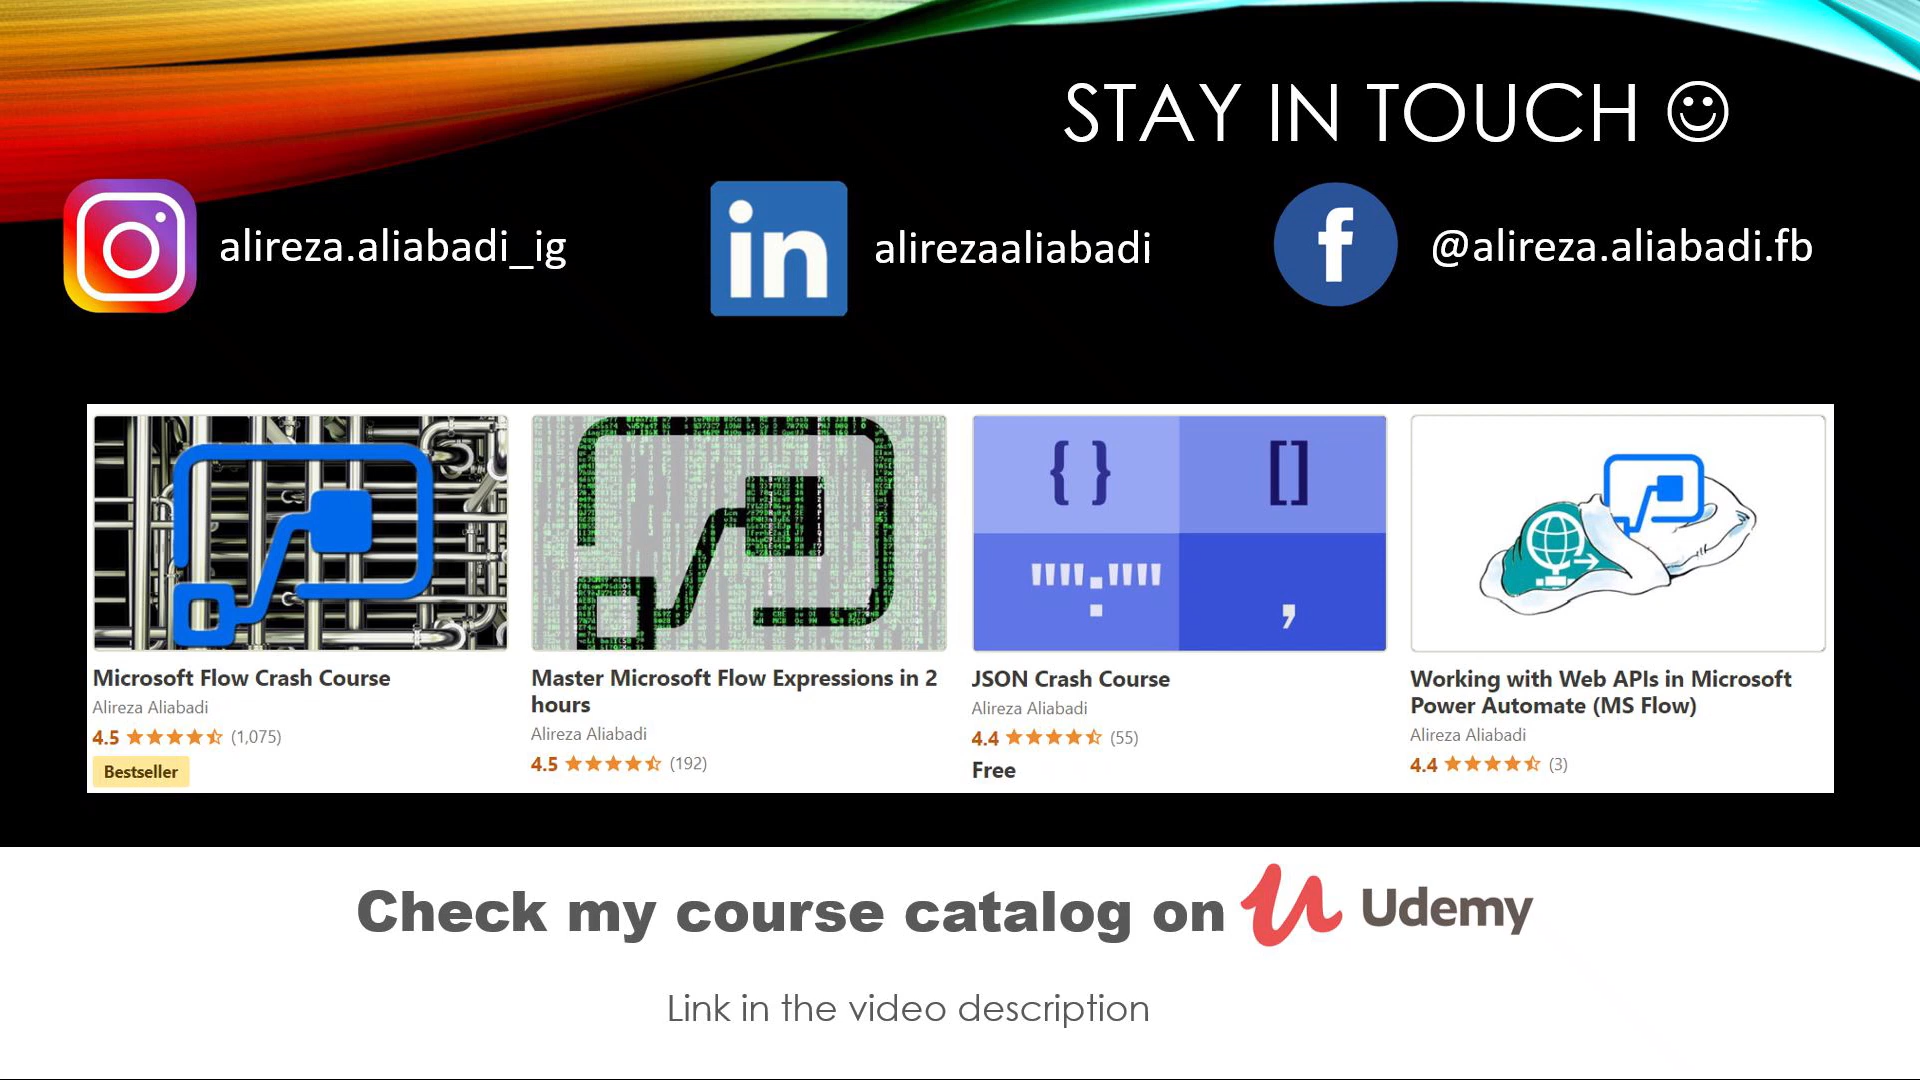 STAY IN TOUCH ☺
alireza.aliabadi_ig
in
alirezaaliabadi
f
@alireza.aliabadi.fb
{ } []
"":"" ,
Microsoft Flow Crash Course
Alireza Aliabadi
4.5 (1,075)
Bestseller
Master Microsoft Flow Expressions in 2
hours
Alireza Aliabadi
4.5 (192)
JSON Crash Course
Alireza Aliabadi
4.4 (55)
Free
Working with Web APIs in Microsoft
Power Automate (MS Flow)
Alireza Aliabadi
4.4 (3)
Check my course catalog on Udemy
Link in the video description